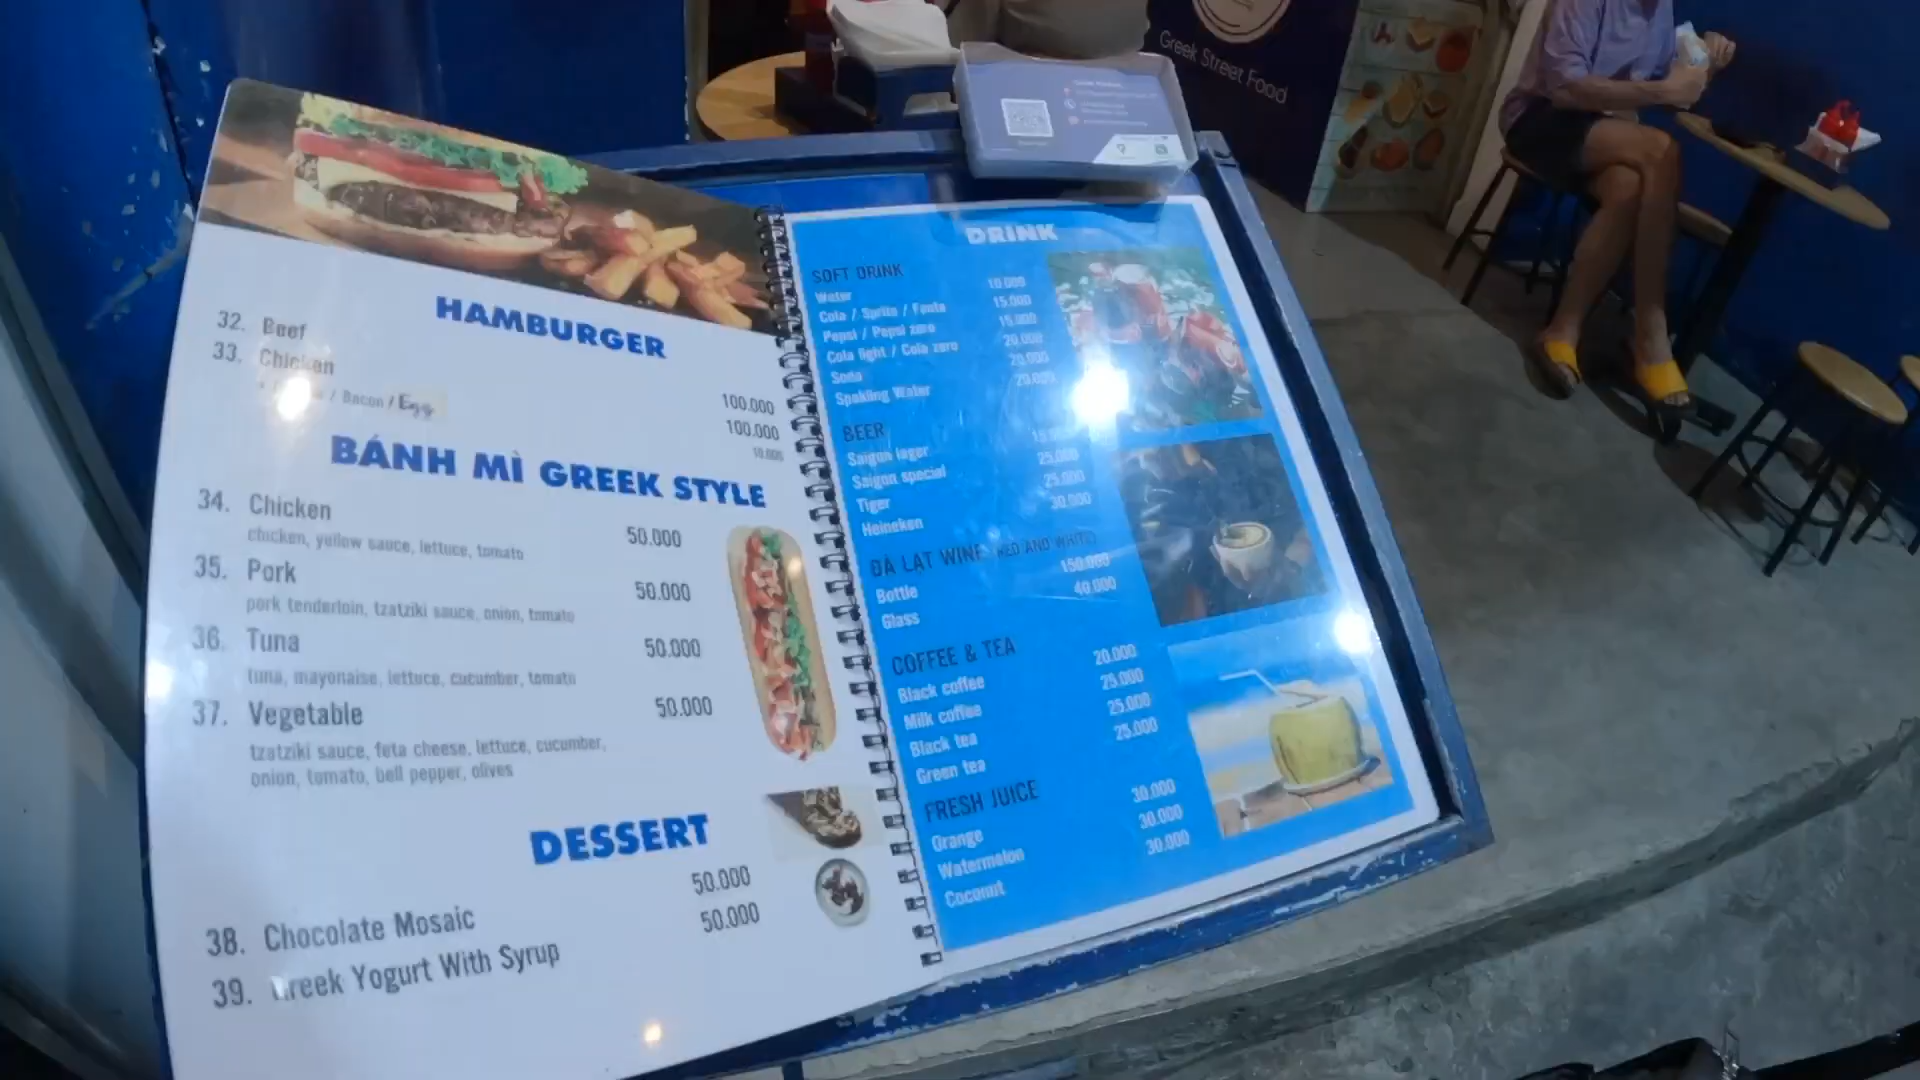 Greek Street Food
HAMBURGER
32. Beef 100.000
33. Chicken 100.000
/ Bacon / Egg 10.000
BÁNH MÌ GREEK STYLE
34. Chicken 50.000
chicken, yellow sauce, lettuce, tomato
35. Pork 50.000
pork tenderloin, tzatziki sauce, onion, tomato
36. Tuna 50.000
tuna, mayonaise, lettuce, cucumber, tomato
37. Vegetable 50.000
tzatziki sauce, feta cheese, lettuce, cucumber,
onion, tomato, bell pepper, olives
DESSERT
38. Chocolate Mosaic 50.000
39. Greek Yogurt With Syrup 50.000
DRINK
SOFT DRINK
Water 10.000
Cola / Sprite / Fanta 15.000
Pepsi / Pepsi zero 15.000
Cola light / Cola zero 20.000
Soda 20.000
Spakling Water 20.000
BEER
Saigon lager
Saigon special 25.000
Tiger 25.000
Heineken 30.000
ĐÀ LẠT WINE (RED AND WHITE)
Bottle 150.000
Glass 40.000
COFFEE & TEA
Black coffee 20.000
Milk coffee 25.000
Black tea 25.000
Green tea 25.000
FRESH JUICE
Orange 30.000
Watermelon 30.000
Coconut 30.000